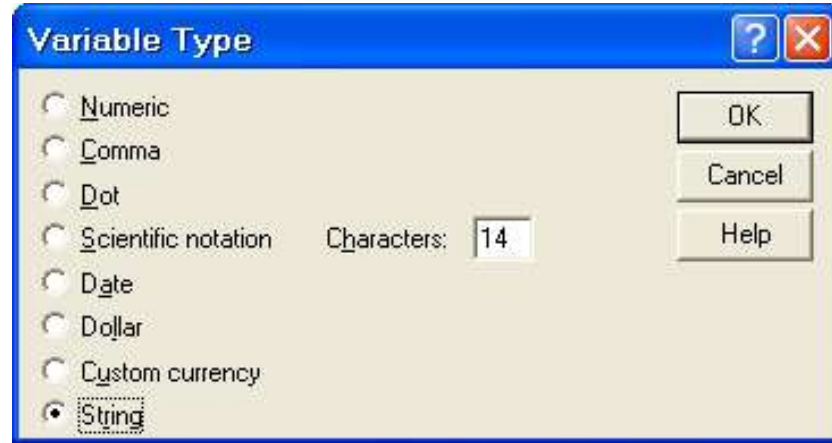 Variable Type
?
Numeric
Comma
Dot
Scientific notation
Date
Dollar
Custom currency
String
Characters: 14
OK
Cancel
Help